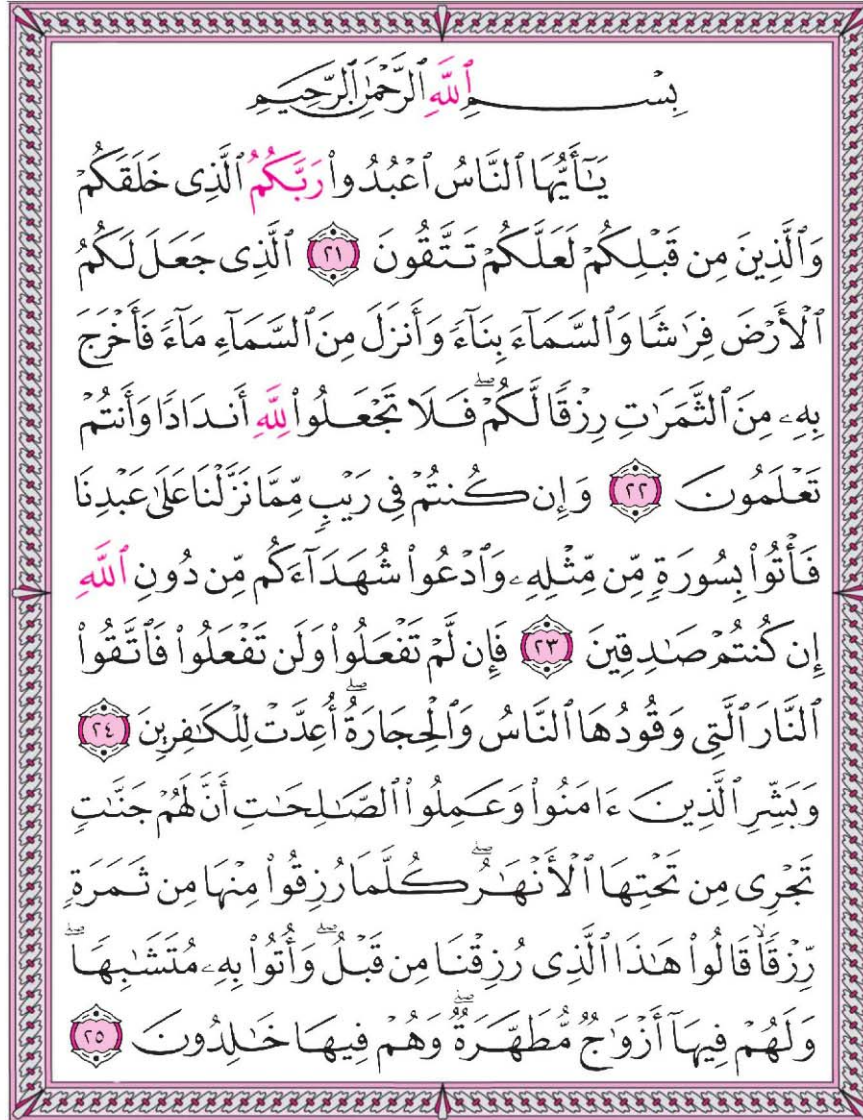 بِسْمِ ٱللَّهِ ٱلرَّحْمَٰنِ ٱلرَّحِيمِ
يَٰٓأَيُّهَا ٱلنَّاسُ ٱعْبُدُوا۟ رَبَّكُمُ ٱلَّذِى خَلَقَكُمْ
وَٱلَّذِينَ مِن قَبْلِكُمْ لَعَلَّكُمْ تَتَّقُونَ ٢١ ٱلَّذِى جَعَلَ لَكُمُ
ٱلْأَرْضَ فِرَٰشًا وَٱلسَّمَآءَ بِنَآءً وَأَنزَلَ مِنَ ٱلسَّمَآءِ مَآءً فَأَخْرَجَ
بِهِۦ مِنَ ٱلثَّمَرَٰتِ رِزْقًا لَّكُمْ ۖ فَلَا تَجْعَلُوا۟ لِلَّهِ أَندَادًا وَأَنتُمْ
تَعْلَمُونَ ٢٢ وَإِن كُنتُمْ فِى رَيْبٍ مِّمَّا نَزَّلْنَا عَلَىٰ عَبْدِنَا
فَأْتُوا۟ بِسُورَةٍ مِّن مِّثْلِهِۦ وَٱدْعُوا۟ شُهَدَآءَكُم مِّن دُونِ ٱللَّهِ
إِن كُنتُمْ صَٰدِقِينَ ٢٣ فَإِن لَّمْ تَفْعَلُوا۟ وَلَن تَفْعَلُوا۟ فَٱتَّقُوا۟
ٱلنَّارَ ٱلَّتِى وَقُودُهَا ٱلنَّاسُ وَٱلْحِجَارَةُ ۖ أُعِدَّتْ لِلْكَٰفِرِينَ ٢٤
وَبَشِّرِ ٱلَّذِينَ ءَامَنُوا۟ وَعَمِلُوا۟ ٱلصَّٰلِحَٰتِ أَنَّ لَهُمْ جَنَّٰتٍ
تَجْرِى مِن تَحْتِهَا ٱلْأَنْهَٰرُ ۖ كُلَّمَا رُزِقُوا۟ مِنْهَا مِن ثَمَرَةٍ
رِّزْقًا ۙ قَالُوا۟ هَٰذَا ٱلَّذِى رُزِقْنَا مِن قَبْلُ ۖ وَأُتُوا۟ بِهِۦ مُتَشَٰبِهًا ۖ
وَلَهُمْ فِيهَآ أَزْوَٰجٌ مُّطَهَّرَةٌ ۖ وَهُمْ فِيهَا خَٰلِدُونَ ٢٥